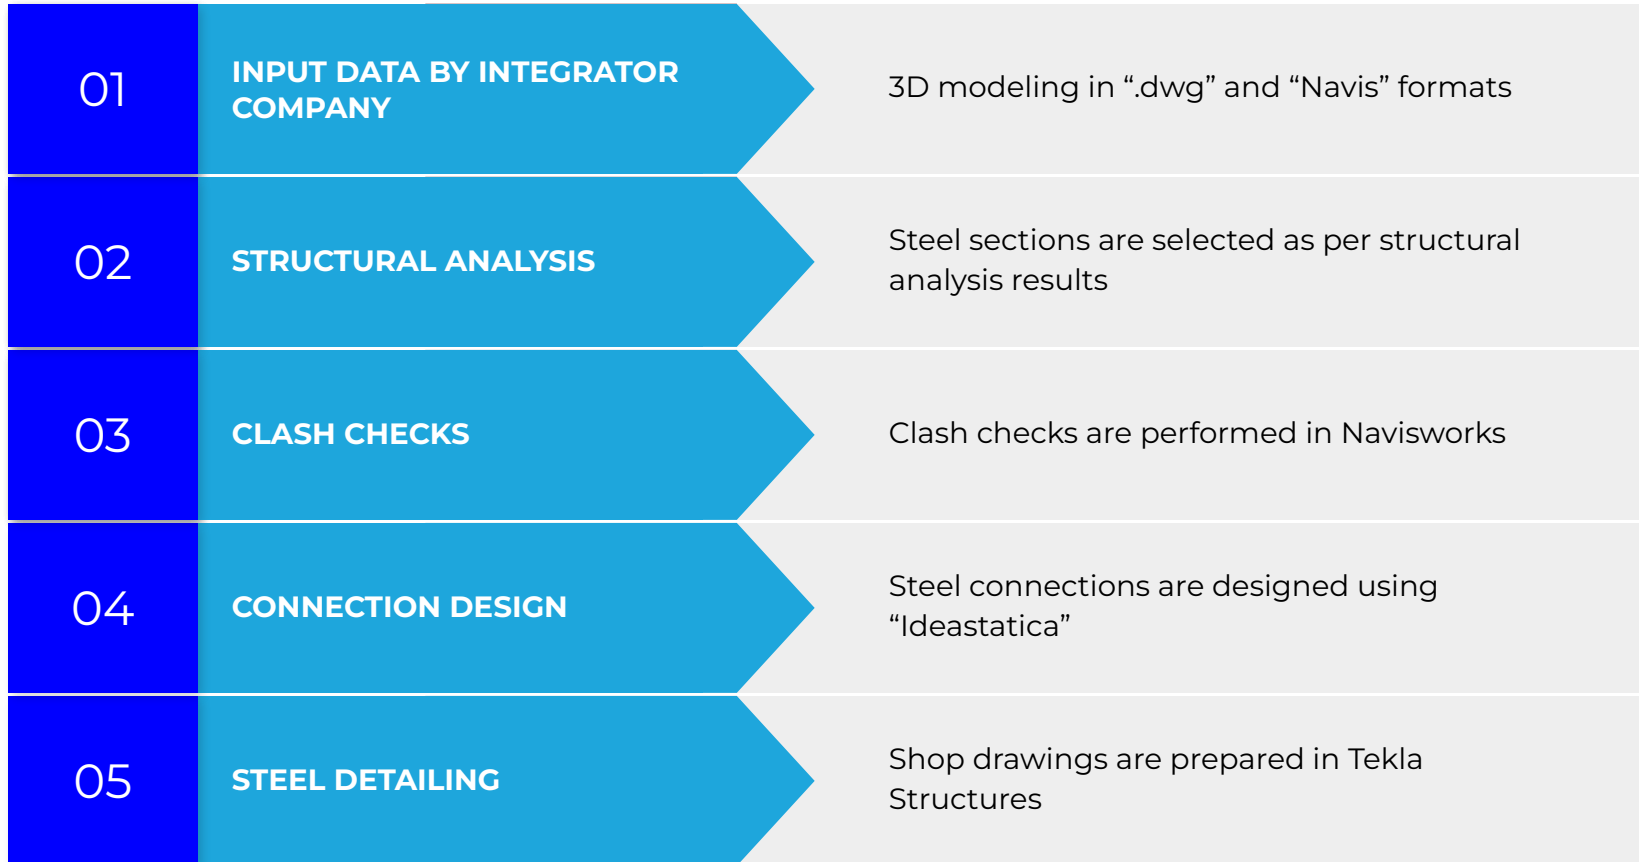 01
INPUT DATA BY INTEGRATOR
COMPANY
3D modeling in “.dwg” and “Navis” formats
02
STRUCTURAL ANALYSIS
Steel sections are selected as per structural
analysis results
03
CLASH CHECKS
Clash checks are performed in Navisworks
04
CONNECTION DESIGN
Steel connections are designed using
“Ideastatica”
05
STEEL DETAILING
Shop drawings are prepared in Tekla
Structures